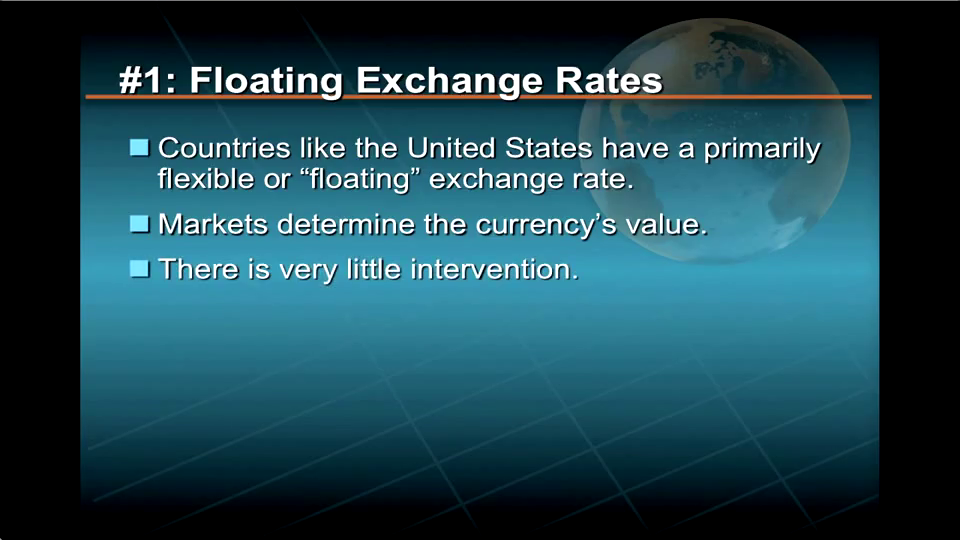 #1: Floating Exchange Rates
Countries like the United States have a primarily
flexible or “floating” exchange rate.
Markets determine the currency’s value.
There is very little intervention.